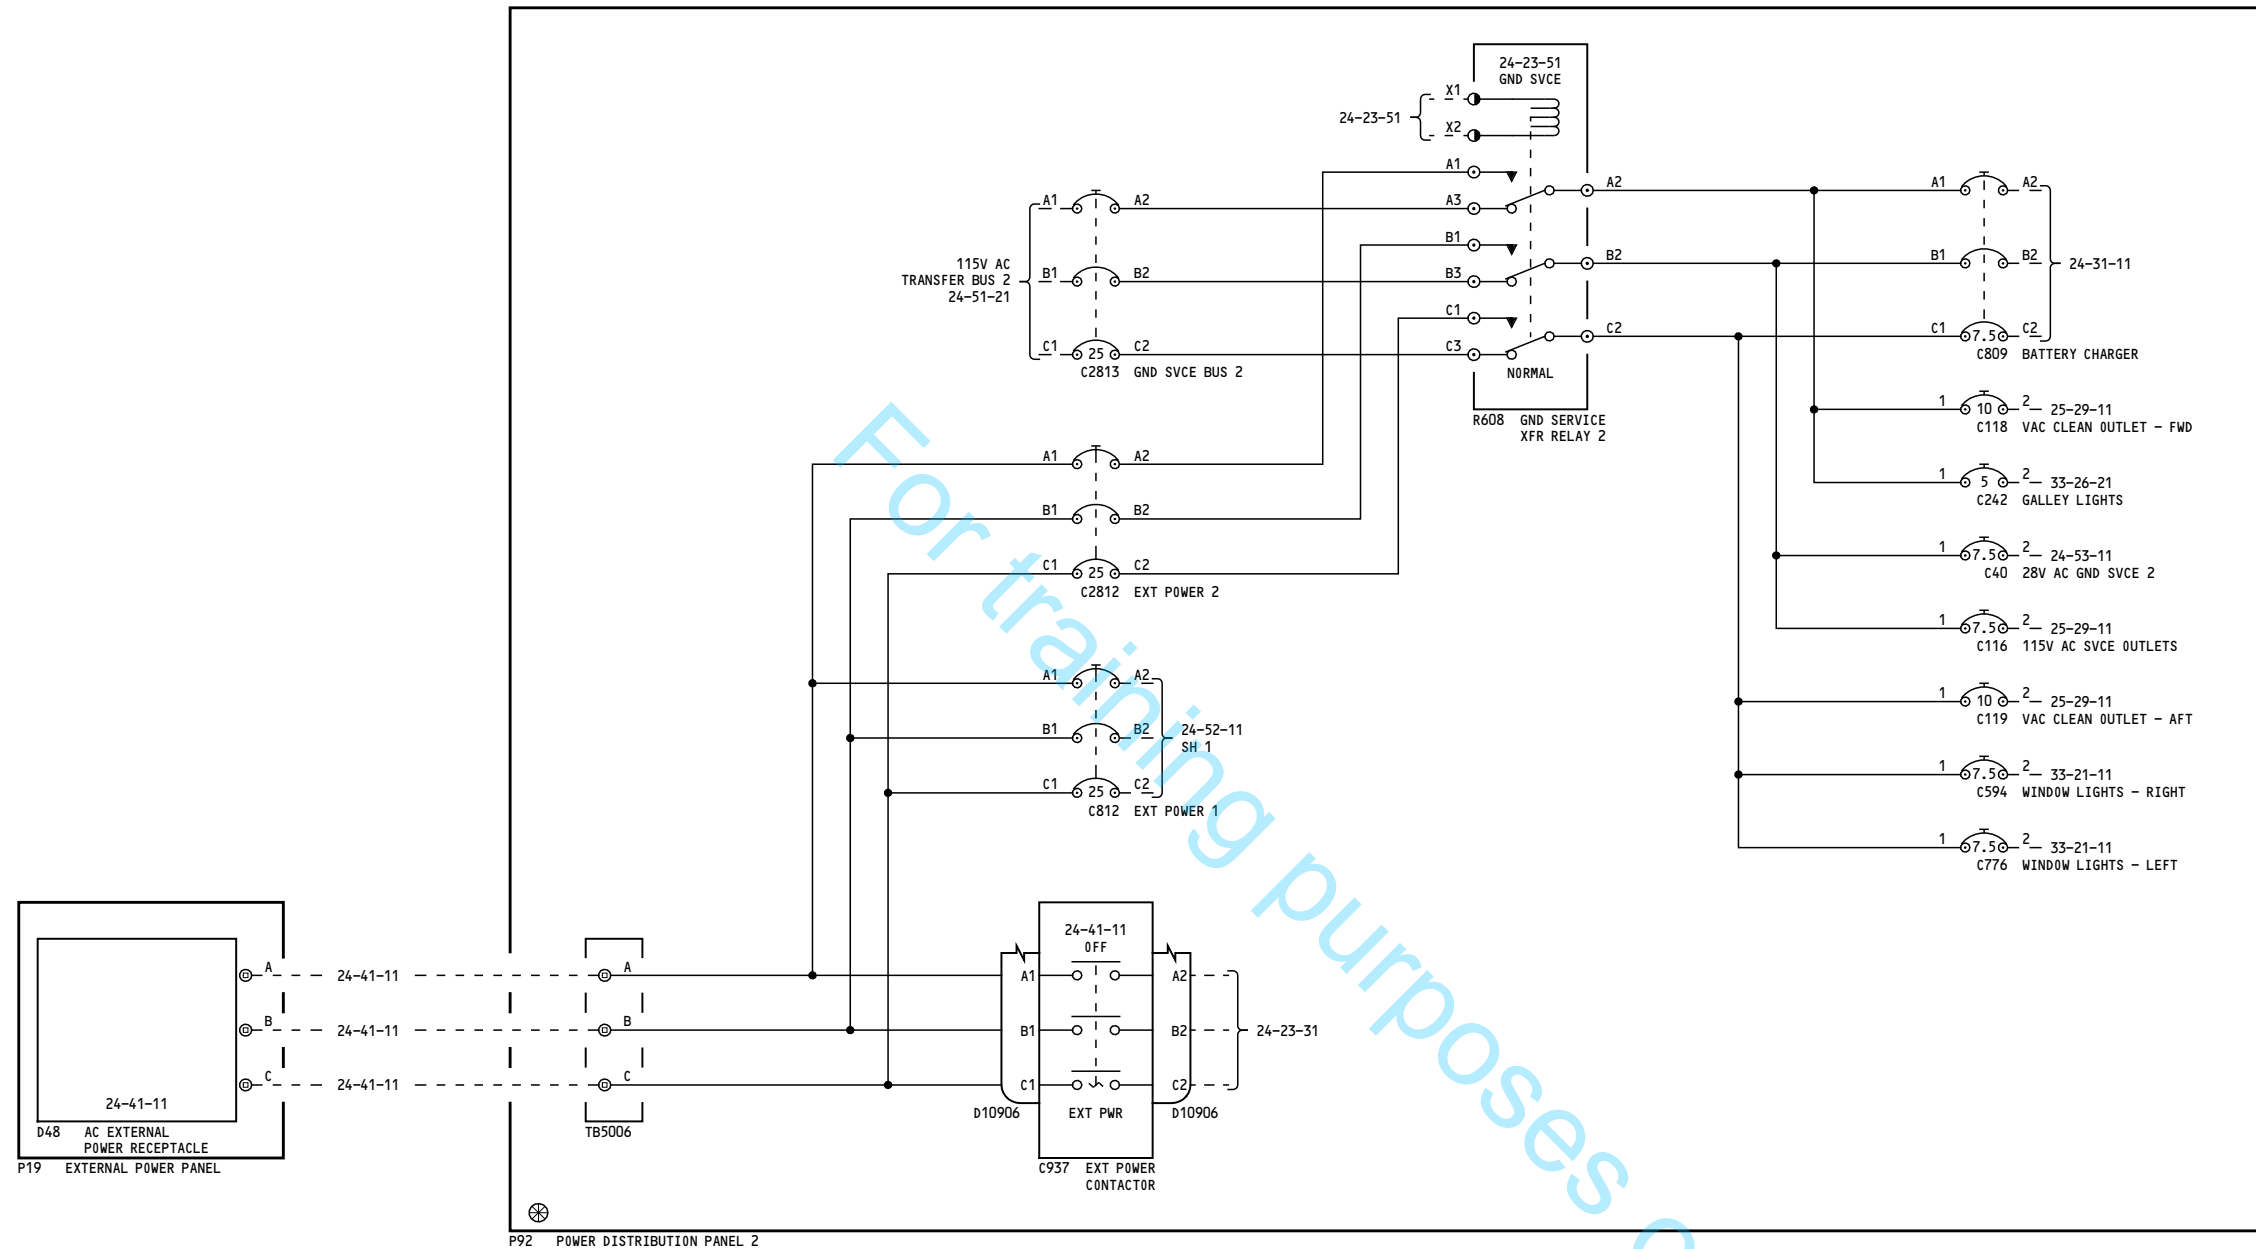 24-23-51
GND SVCE
X1
24-23-51
X2
A1
A2
A3
B1
B2
B3
C1
C2
C3
NORMAL
R608 GND SERVICE
XFR RELAY 2
115V AC
TRANSFER BUS 2
24-51-21
A1 A2
B1 B2
C1 25 C2
C2813 GND SVCE BUS 2
A1 A2
B1 B2
C1 25 C2
C2812 EXT POWER 2
A1 A2
B1 B2
24-52-11
SH 1
C1 25 C2
C812 EXT POWER 1
A1 A2
B1 B2
24-31-11
C1 7.5 C2
C809 BATTERY CHARGER
1 10 2 25-29-11
C118 VAC CLEAN OUTLET - FWD
1 5 2 33-26-21
C242 GALLEY LIGHTS
1 7.5 2 24-53-11
C40 28V AC GND SVCE 2
1 7.5 2 25-29-11
C116 115V AC SVCE OUTLETS
1 10 2 25-29-11
C119 VAC CLEAN OUTLET - AFT
1 7.5 2 33-21-11
C594 WINDOW LIGHTS - RIGHT
1 7.5 2 33-21-11
C776 WINDOW LIGHTS - LEFT
A 24-41-11 A
B 24-41-11 B
C 24-41-11 C
24-41-11
D48 AC EXTERNAL
POWER RECEPTACLE
P19 EXTERNAL POWER PANEL
TB5006
24-41-11
OFF
A1 A2
B1 B2
24-23-31
C1 C2
D10906 EXT PWR D10906
C937 EXT POWER
CONTACTOR
P92 POWER DISTRIBUTION PANEL 2
For training purposes o